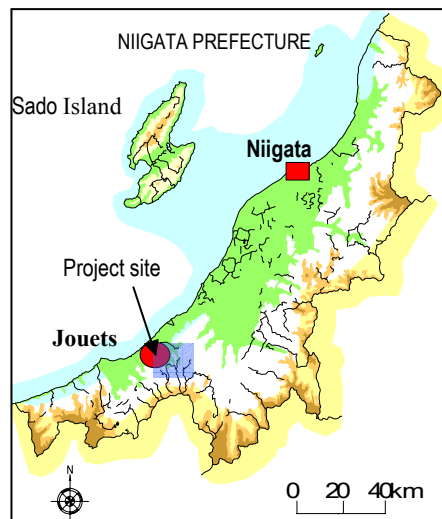 NIIGATA PREFECTURE
Sado Island
Niigata
Project site
Jouets
N
0 20 40km